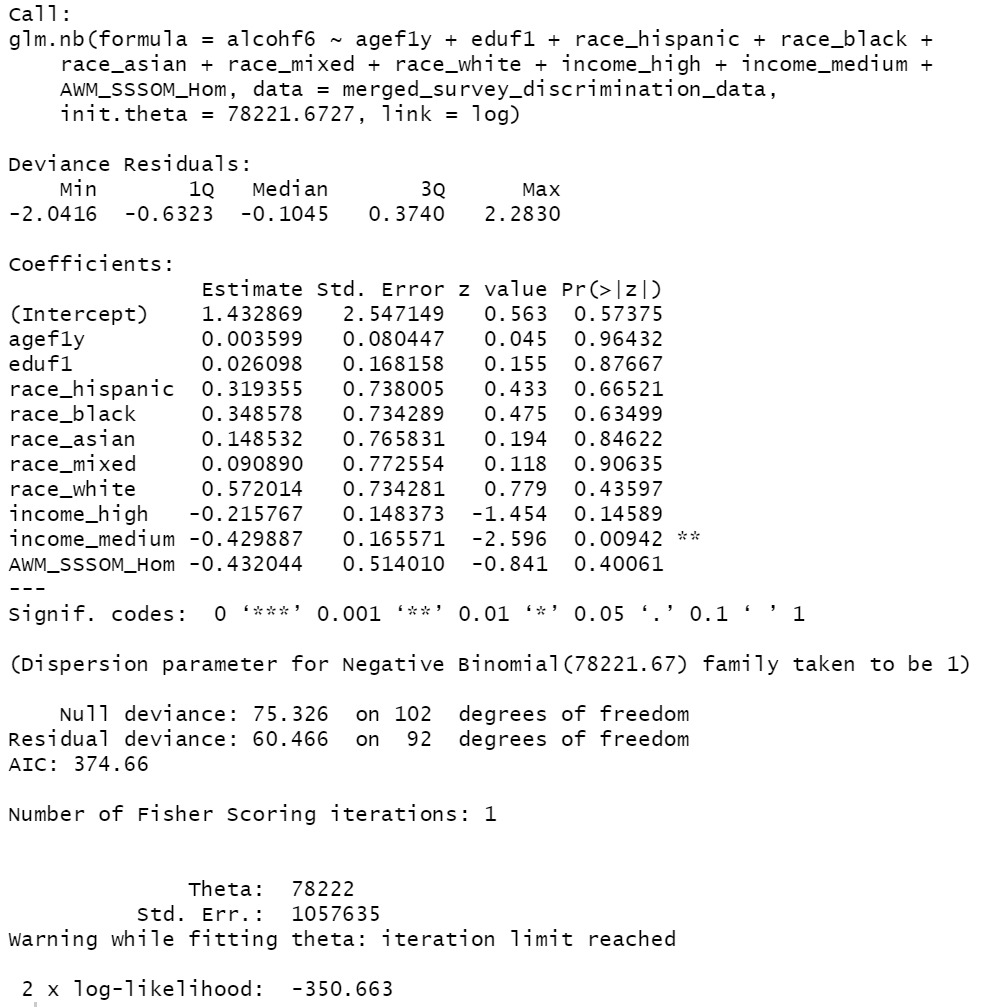 Call:
glm.nb(formula = alcohf6 ~ agef1y + eduf1 + race_hispanic + race_black +
    race_asian + race_mixed + race_white + income_high + income_medium +
    AWM_SSSOM_Hom, data = merged_survey_discrimination_data,
    init.theta = 78221.6727, link = log)

Deviance Residuals:
    Min       1Q   Median       3Q      Max
-2.0416  -0.6323  -0.1045   0.3740   2.2830

Coefficients:
               Estimate Std. Error z value Pr(>|z|)
(Intercept)    1.432869   2.547149   0.563  0.57375
agef1y         0.003599   0.080447   0.045  0.96432
eduf1          0.026098   0.168158   0.155  0.87667
race_hispanic  0.319355   0.738005   0.433  0.66521
race_black     0.348578   0.734289   0.475  0.63499
race_asian     0.148532   0.765831   0.194  0.84622
race_mixed     0.090890   0.772554   0.118  0.90635
race_white     0.572014   0.734281   0.779  0.43597
income_high   -0.215767   0.148373  -1.454  0.14589
income_medium -0.429887   0.165571  -2.596  0.00942 **
AWM_SSSOM_Hom -0.432044   0.514010  -0.841  0.40061
---
Signif. codes:  0 ‘***’ 0.001 ‘**’ 0.01 ‘*’ 0.05 ‘.’ 0.1 ‘ ’ 1

(Dispersion parameter for Negative Binomial(78221.67) family taken to be 1)

    Null deviance: 75.326  on 102  degrees of freedom
Residual deviance: 60.466  on  92  degrees of freedom
AIC: 374.66

Number of Fisher Scoring iterations: 1


              Theta:  78222
          Std. Err.:  1057635
Warning while fitting theta: iteration limit reached

 2 x log-likelihood:  -350.663